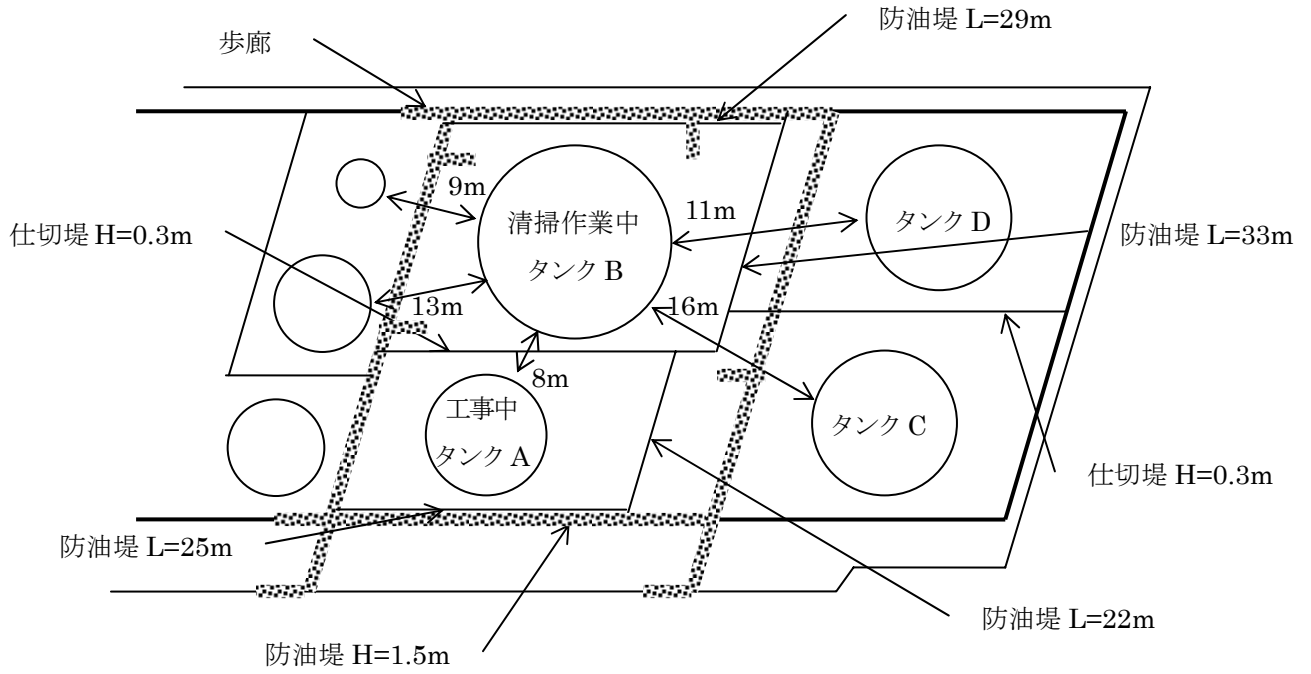 防油堤 L=29m
歩廊
9m
清掃作業中
タンク B
11m
タンク D
仕切堤 H=0.3m
防油堤 L=33m
13m
16m
8m
工事中
タンク A
タンク C
仕切堤 H=0.3m
防油堤 L=25m
防油堤 L=22m
防油堤 H=1.5m